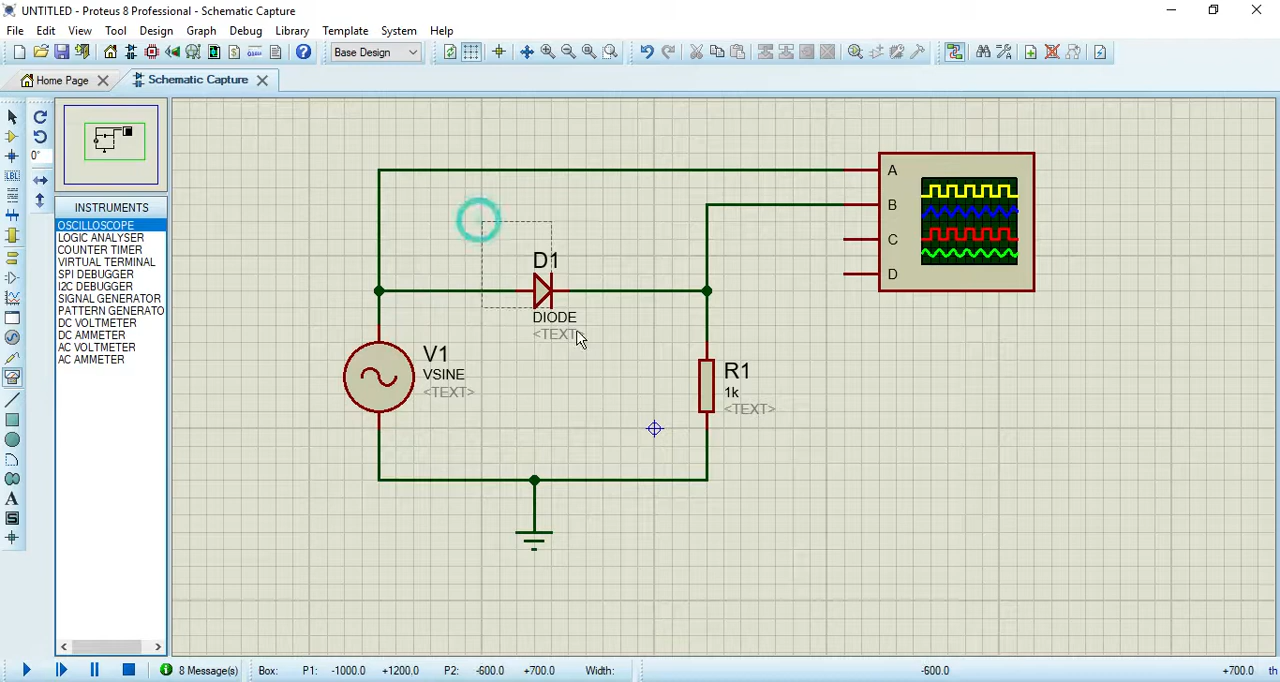 UNTITLED - Proteus 8 Professional - Schematic Capture
File Edit View Tool Design Graph Debug Library Template System Help
Base Design
Home Page Schematic Capture
0°
LBL
INSTRUMENTS
OSCILLOSCOPE
LOGIC ANALYSER
COUNTER TIMER
VIRTUAL TERMINAL
SPI DEBUGGER
I2C DEBUGGER
SIGNAL GENERATOR
PATTERN GENERATO
DC VOLTMETER
DC AMMETER
AC VOLTMETER
AC AMMETER
A
S
A
B
C
D
D1
DIODE
<TEXT>
V1
VSINE
<TEXT>
R1
1k
<TEXT>
8 Message(s) Box: P1: -1000.0 +1200.0 P2: -600.0 +700.0 Width: -600.0 +700.0 th